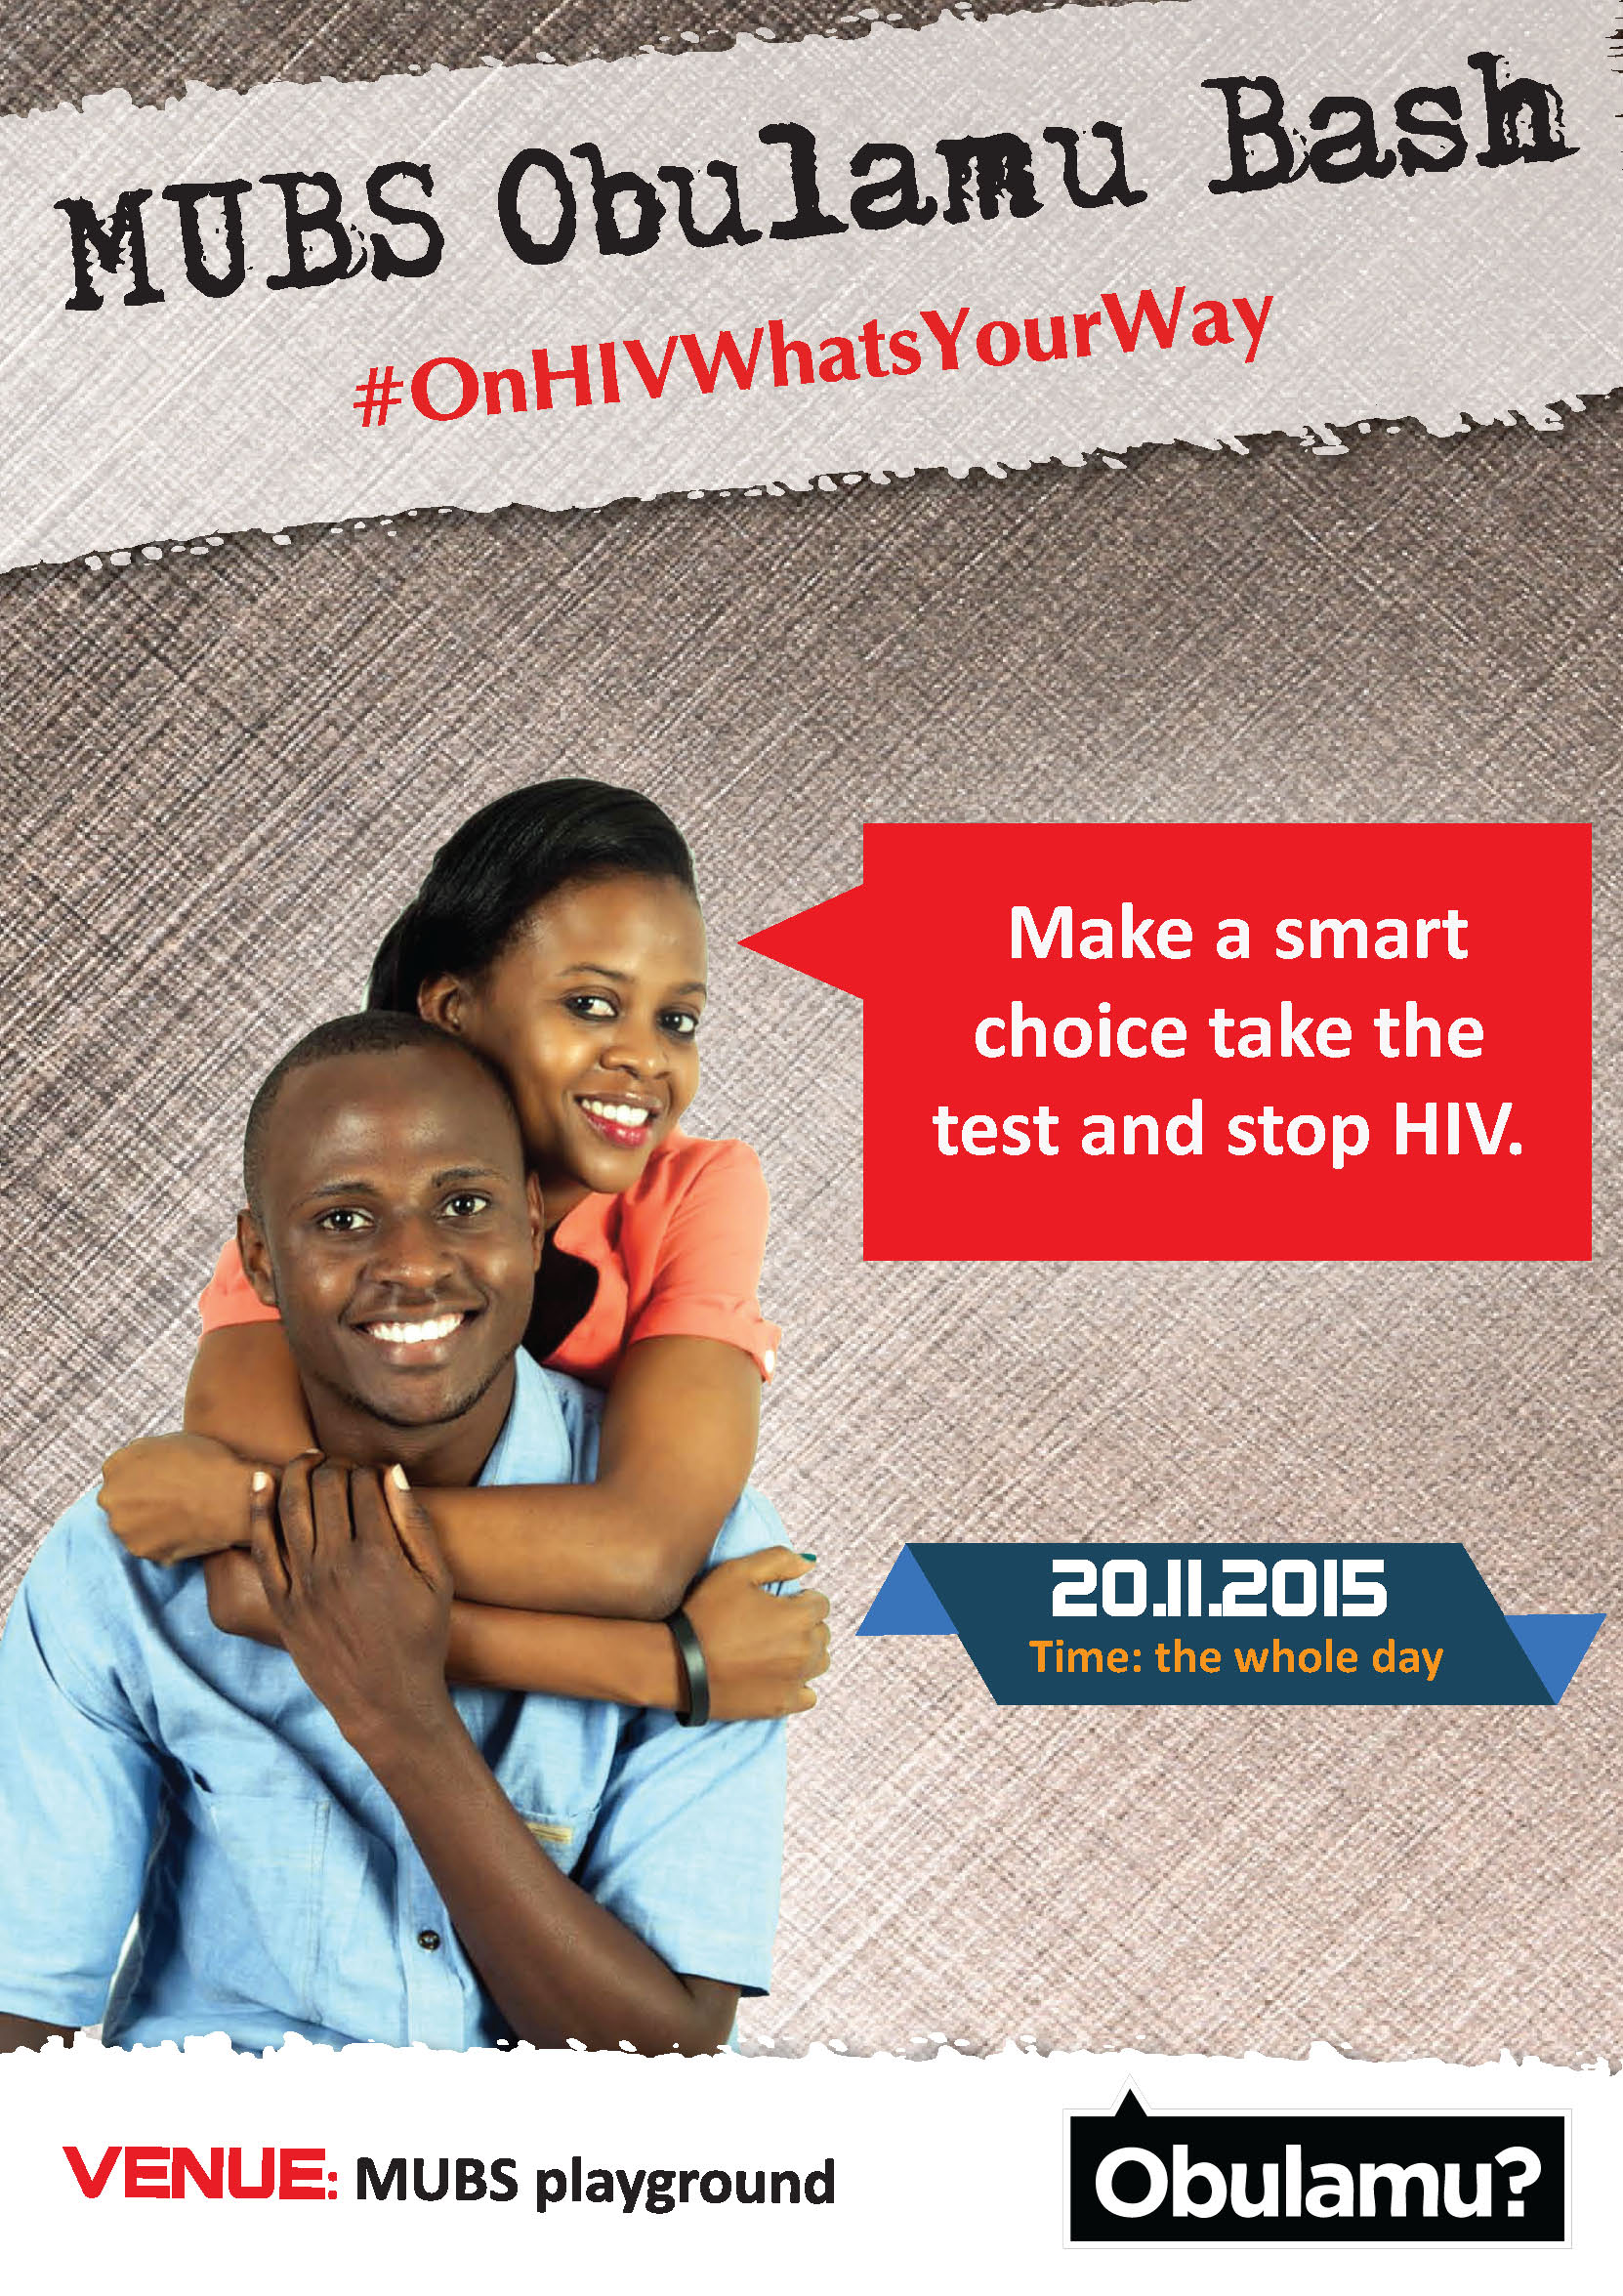 MUBS Obulamu Bash
#OnHIVWhatsYourWay
Make a smart
choice take the
test and stop HIV.
20.11.2015
Time: the whole day
VENUE: MUBS playground
Obulamu?